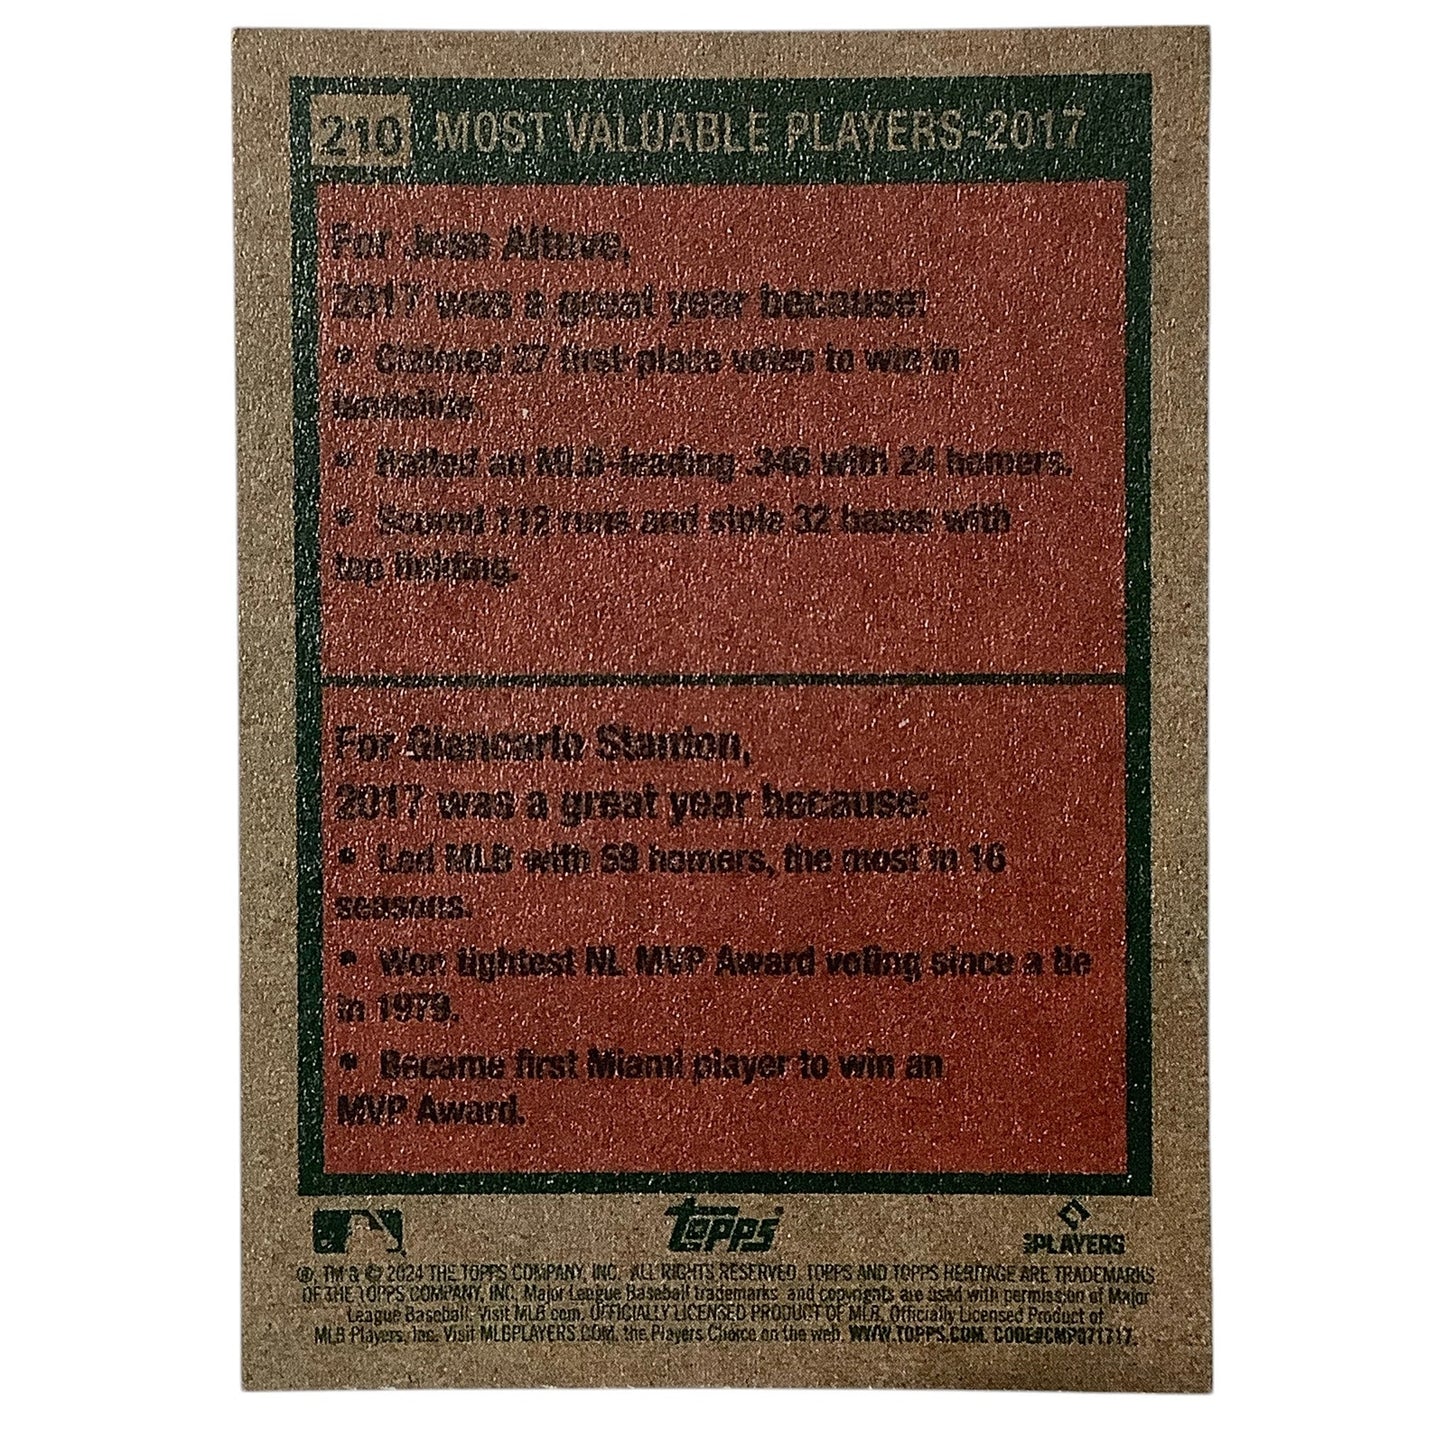 210 MOST VALUABLE PLAYERS-2017
For Jose Altuve,
2017 was a great year because:
• Claimed 27 first-place votes to win in
landslide.
• Batted an MLB-leading .346 with 24 homers.
• Scored 112 runs and stole 32 bases with
top fielding.
For Giancarlo Stanton,
2017 was a great year because:
• Led MLB with 59 homers, the most in 16
seasons.
• Won tightest NL MVP Award voting since a tie
in 1979.
• Became first Miami player to win an
MVP Award.
Topps
MLB PLAYERS
®, TM & © 2024 THE TOPPS COMPANY, INC. ALL RIGHTS RESERVED. TOPPS AND TOPPS HERITAGE ARE TRADEMARKS
OF THE TOPPS COMPANY, INC. Major League Baseball trademarks and copyrights are used with permission of Major
League Baseball. Visit MLB.com. OFFICIALLY LICENSED PRODUCT OF MLB. Officially Licensed Product of
MLB Players, Inc. Visit MLBPLAYERS.COM, the Players Choice on the web. WWW.TOPPS.COM. CODE#CMP071717.